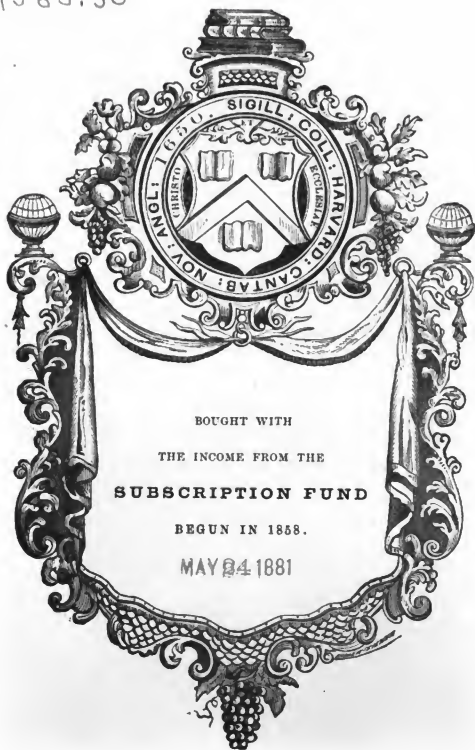 SIGILL: COLL: HARVARD: CANTAB: NOV: ANGL: 1650.
CHRISTO
ECCLESIAE
BOUGHT WITH
THE INCOME FROM THE
SUBSCRIPTION FUND
BEGUN IN 1858.
MAY 24 1881